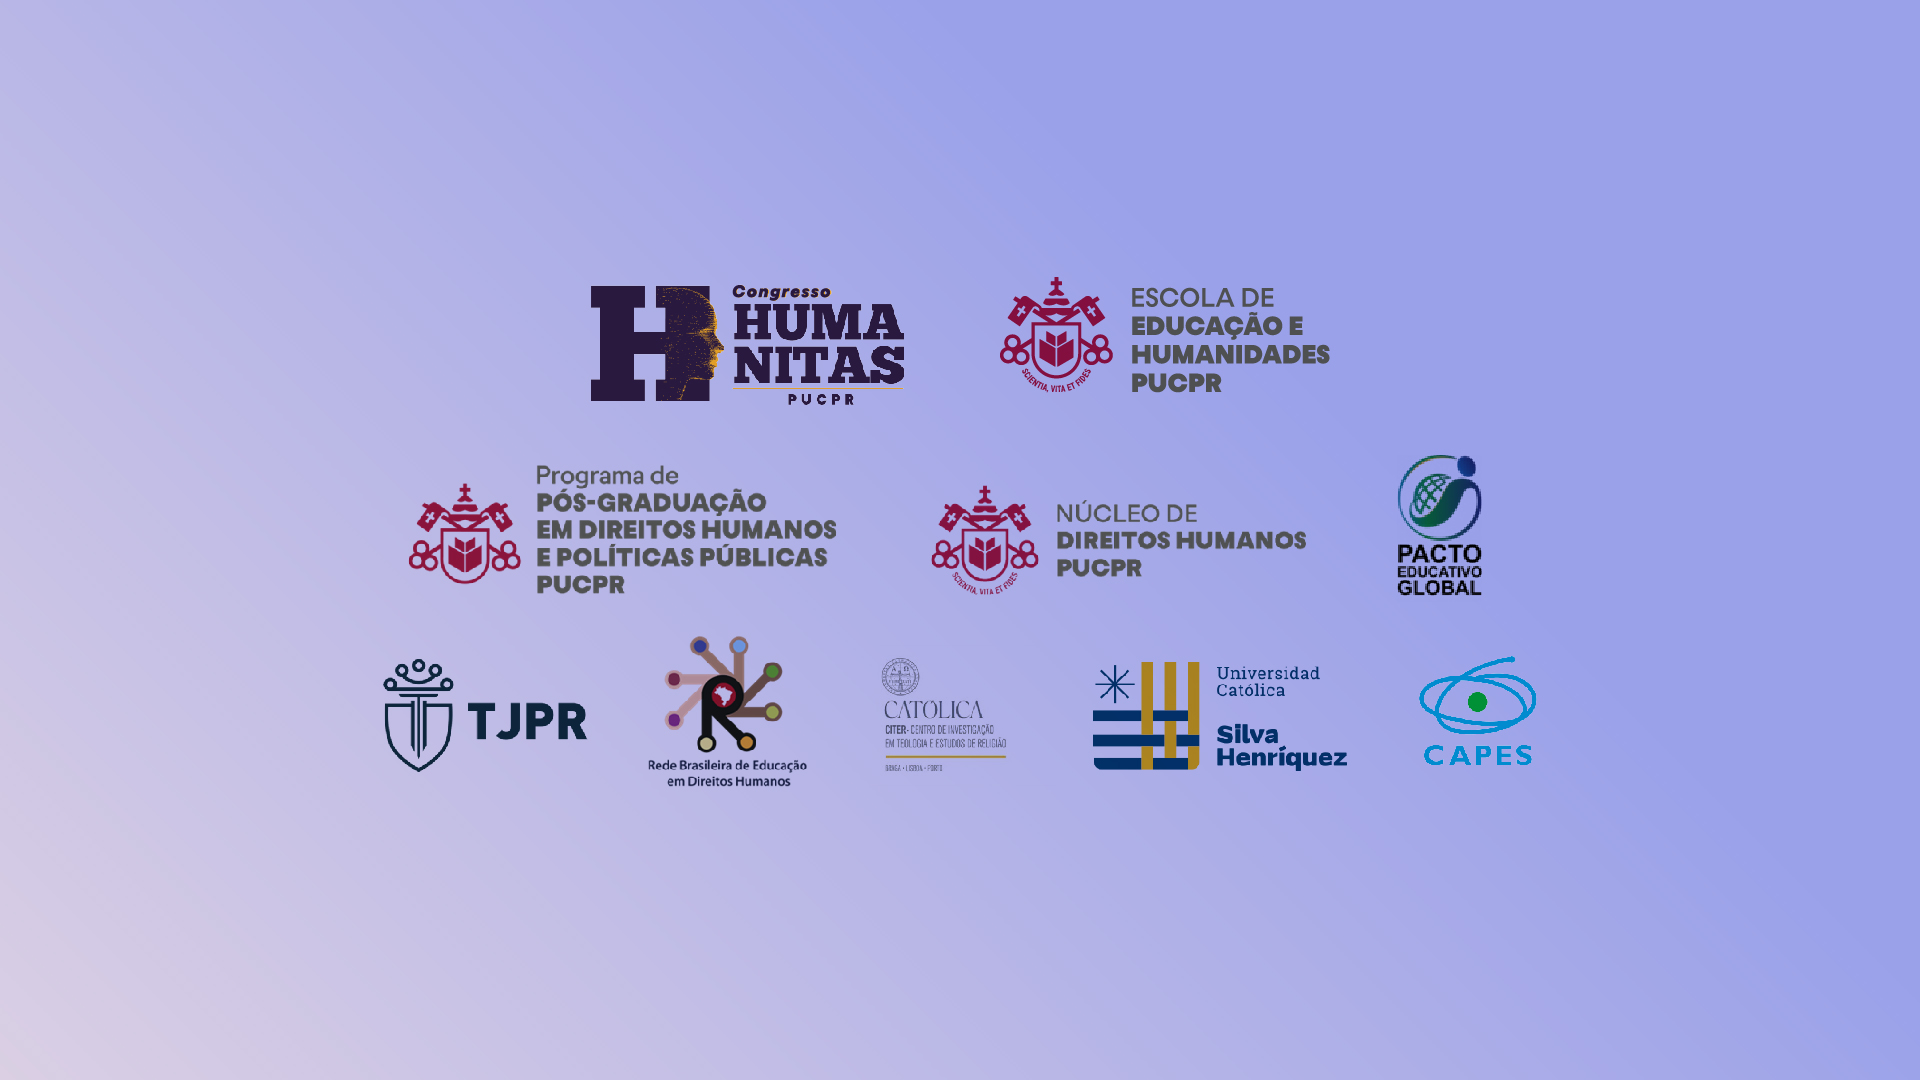 Congresso
HUMA
NITAS
PUCPR
ESCOLA DE
EDUCAÇÃO E
HUMANIDADES
PUCPR
SCIENTIA, VITA ET FIDES
Programa de
PÓS-GRADUAÇÃO
EM DIREITOS HUMANOS
E POLÍTICAS PÚBLICAS
PUCPR
NÚCLEO DE
DIREITOS HUMANOS
PUCPR
SCIENTIA, VITA ET FIDES
PACTO
EDUCATIVO
GLOBAL
TJPR
Rede Brasileira de Educação
em Direitos Humanos
CATÓLICA
CITER- CENTRO DE INVESTIGAÇÃO
EM TEOLOGIA E ESTUDOS DE RELIGIÃO
BRAGA • LISBOA • PORTO
Universidad
Católica
Silva
Henríquez
CAPES